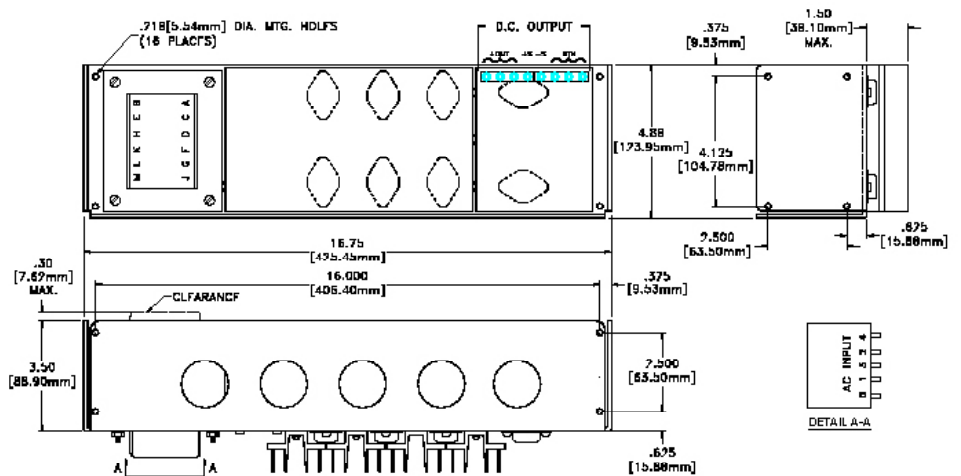 .218[5.54mm] DIA. MTG. HOLES
(16 PLACES)
D.C. OUTPUT
1.50
[38.10mm]
MAX.
.375
[9.53mm]
M L K H E B
J G F D C A
4.88
[123.95mm]
4.125
[104.78mm]
2.500
[63.50mm]
.625
[15.88mm]
16.75
[425.45mm]
.30
[7.62mm]
MAX.
16.000
[406.40mm]
.375
[9.53mm]
CLEARANCE
3.50
[88.90mm]
2.500
[63.50mm]
AC INPUT
DETAIL A-A
A
A
.625
[15.88mm]